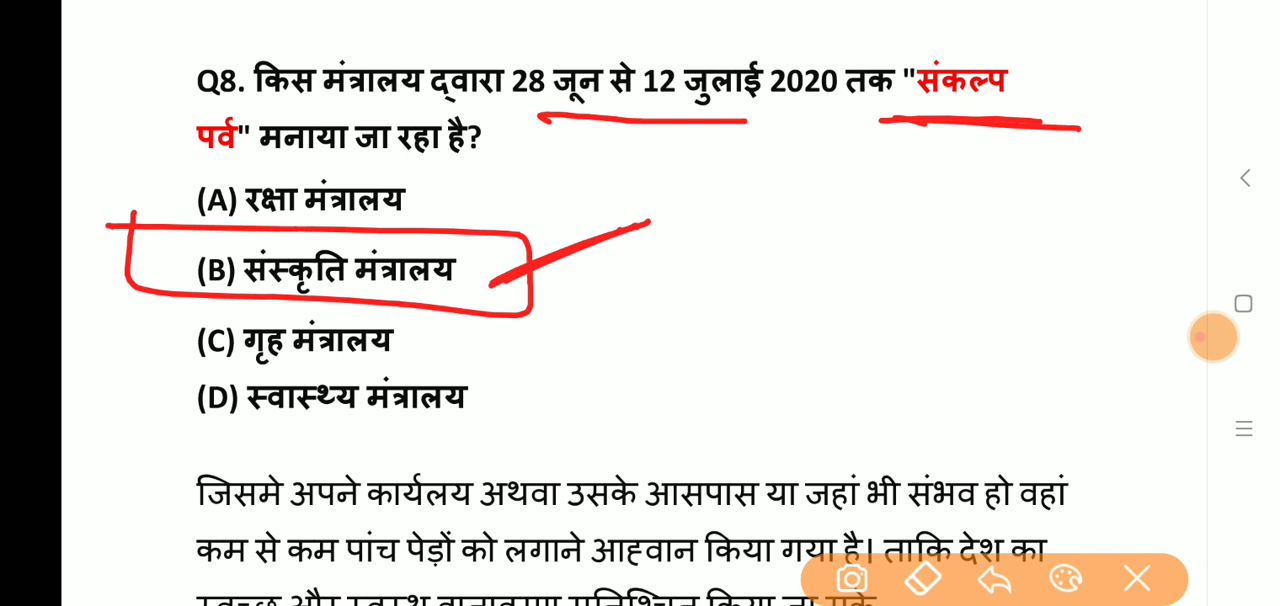 Q8. किस मंत्रालय द्वारा 28 जून से 12 जुलाई 2020 तक "संकल्प
पर्व" मनाया जा रहा है?
(A) रक्षा मंत्रालय
(B) संस्कृति मंत्रालय
(C) गृह मंत्रालय
(D) स्वास्थ्य मंत्रालय
जिसमे अपने कार्यलय अथवा उसके आसपास या जहां भी संभव हो वहां
कम से कम पांच पेड़ों को लगाने आह्वान किया गया है। ताकि देश का